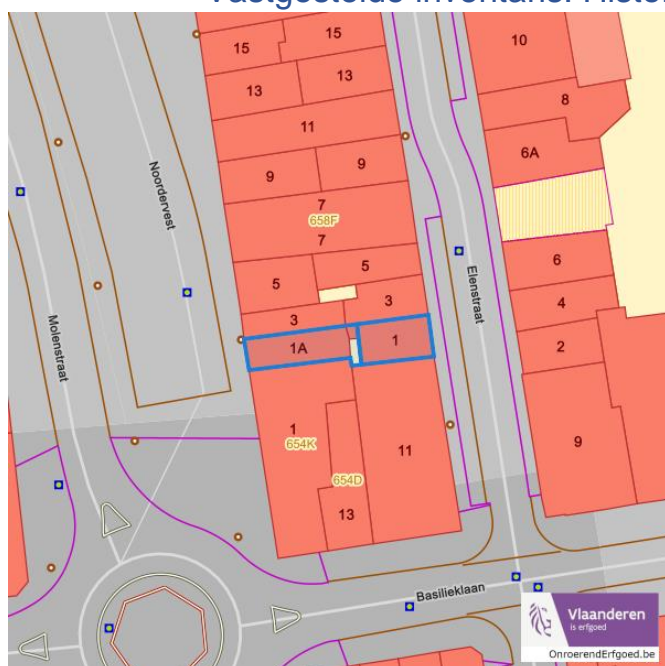 Vastgestelde Inventaris: Histor
15
15
10
13
13
8
11
6A
Noordervest
9
9
7
658F
7
Elenstraat
5
5
6
3
4
Molenstraat
3
1A
1
2
1
654K
11
9
654D
13
Basilieklaan
Vlaanderen
is erfgoed
OnroerendErfgoed.be